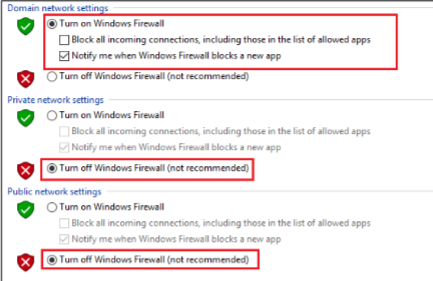 Domain network settings
Turn on Windows Firewall
Block all incoming connections, including those in the list of allowed apps
Notify me when Windows Firewall blocks a new app
Turn off Windows Firewall (not recommended)
Private network settings
Turn on Windows Firewall
Block all incoming connections, including those in the list of allowed apps
Notify me when Windows Firewall blocks a new app
Turn off Windows Firewall (not recommended)
Public network settings
Turn on Windows Firewall
Block all incoming connections, including those in the list of allowed apps
Notify me when Windows Firewall blocks a new app
Turn off Windows Firewall (not recommended)